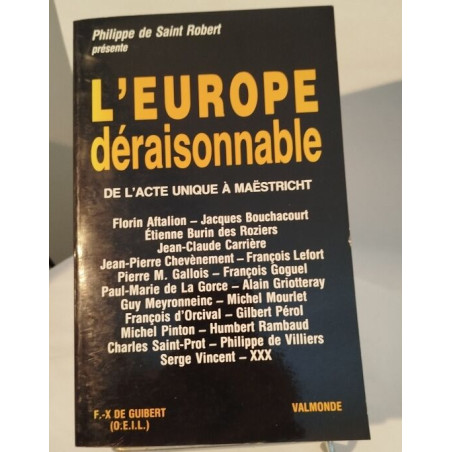 Philippe de Saint Robert
présente
L'EUROPE
déraisonnable
DE L'ACTE UNIQUE À MAËSTRICHT
Florin Aftalion – Jacques Bouchacourt
Étienne Burin des Roziers
Jean-Claude Carrière
Jean-Pierre Chevènement – François Lefort
Pierre M. Gallois – François Goguel
Paul-Marie de La Gorce – Alain Griotteray
Guy Meyronneinc – Michel Mourlet
François d'Orcival – Gilbert Pérol
Michel Pinton – Humbert Rambaud
Charles Saint-Prot – Philippe de Villiers
Serge Vincent – XXX
F.-X DE GUIBERT
(O.E.I.L.)
VALMONDE